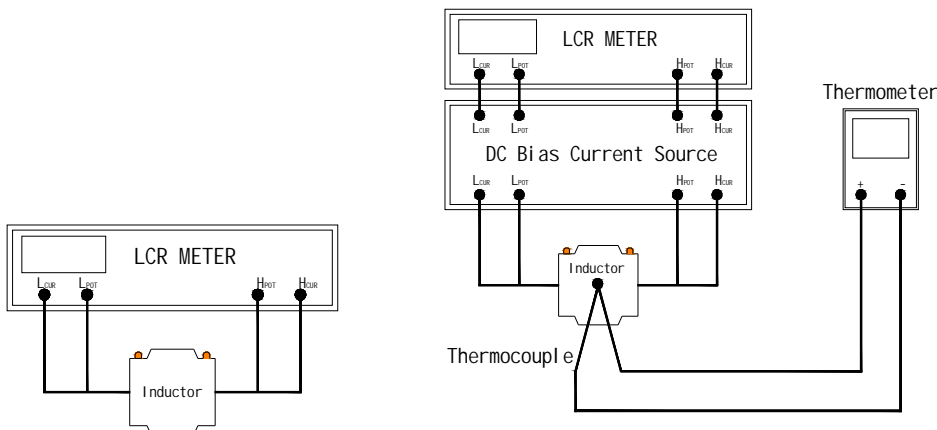 LCR METER
LCUR LPOT HPOT HCUR
LCUR LPOT HPOT HCUR
DC Bias Current Source
LCUR LPOT HPOT HCUR
Thermometer
+ -
Inductor
Thermocouple
LCR METER
LCUR LPOT HPOT HCUR
Inductor